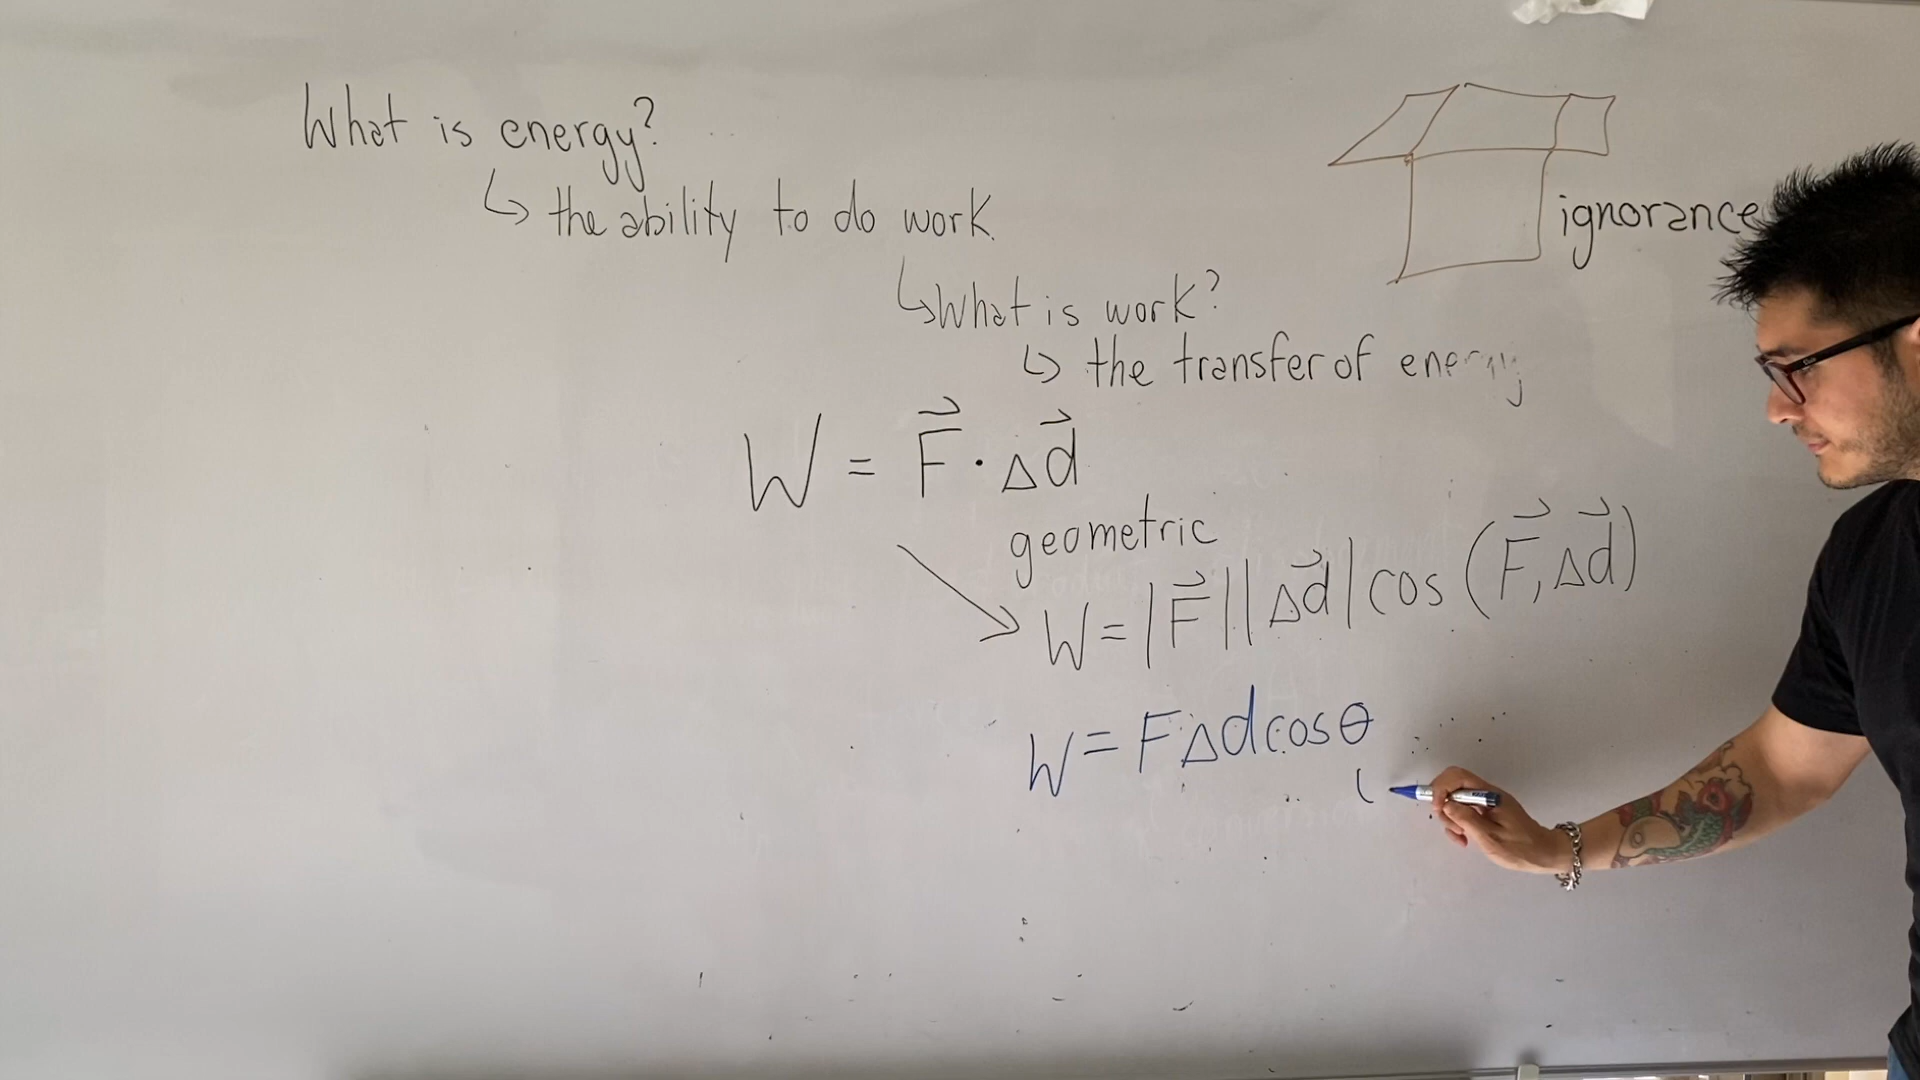 What is energy?
↳ the ability to do work.
ignorance
↳ What is work?
↳ the transfer of energy
W = F⃗ · Δd⃗
geometric
W = |F⃗||Δd⃗| cos (F⃗, Δd⃗)
W = FΔd cos θ